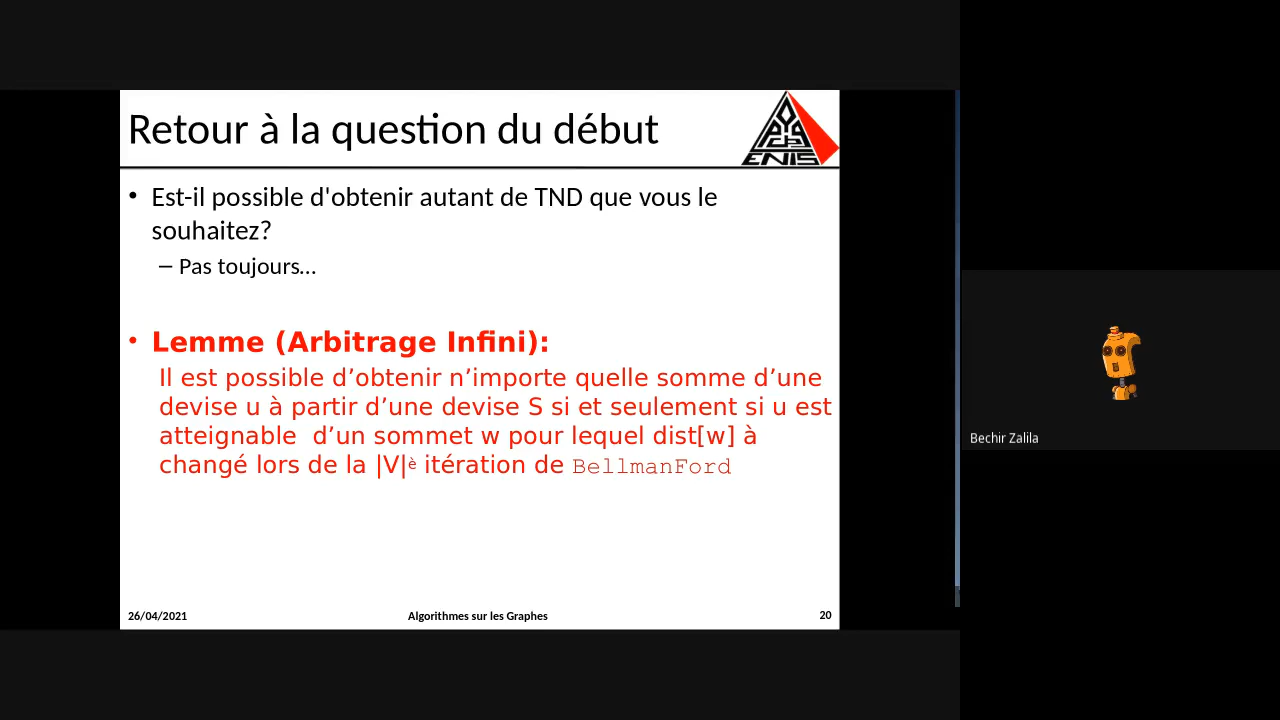 Retour à la question du début
ENIS
• Est-il possible d'obtenir autant de TND que vous le
souhaitez?
– Pas toujours…
• Lemme (Arbitrage Infini):
Il est possible d’obtenir n’importe quelle somme d’une
devise u à partir d’une devise S si et seulement si u est
atteignable  d’un sommet w pour lequel dist[w] à
changé lors de la |V|è itération de BellmanFord
26/04/2021
Algorithmes sur les Graphes
20
Bechir Zalila